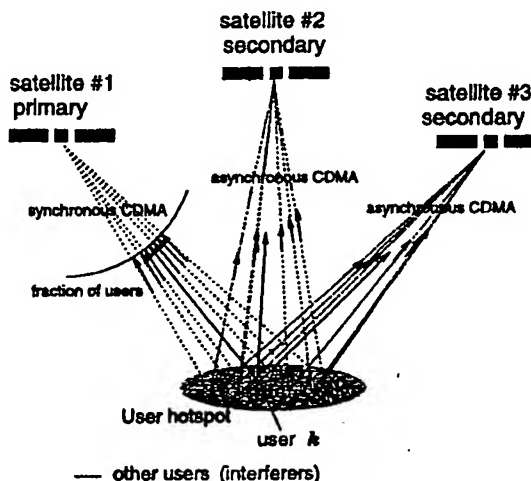 satellite #2
secondary
satellite #1
primary
satellite #3
secondary
asynchronous CDMA
synchronous CDMA
asynchronous CDMA
fraction of users
User hotspot
user k
other users (interferers)